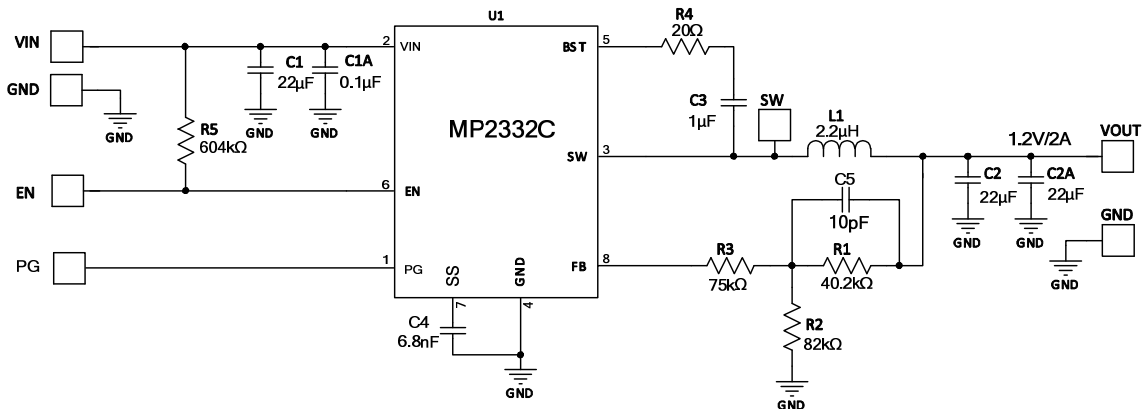 U1
R4
20Ω
VIN
2
VIN
BST
5
C1
22µF
C1A
0.1µF
GND
GND
GND
GND
C3
1µF
SW
L1
2.2µH
R5
604kΩ
MP2332C
SW
3
1.2V/2A
VOUT
EN
6
EN
C5
10pF
C2
22µF
C2A
22µF
GND
GND
GND
PG
1
PG
SS
GND
FB
8
R3
75kΩ
R1
40.2kΩ
GND
7
4
C4
6.8nF
R2
82kΩ
GND
GND